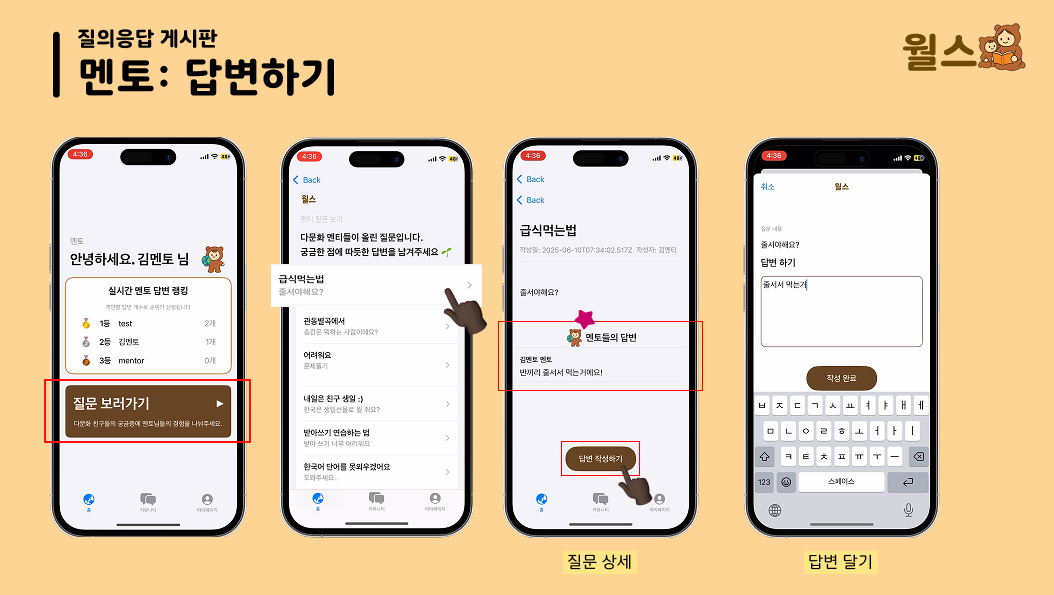 질의응답 게시판
멘토: 답변하기
월스
4:36
멘토
안녕하세요. 김멘토 님
실시간 멘토 답변 랭킹
개인별 답변 개수로 순위가 산정됩니다
1등 test 2개
2등 김멘토 1개
3등 mentor 0개
질문 보러가기
다문화 친구들의 궁금증에 멘토님들의 경험을 나눠주세요.
홈
커뮤니티
마이페이지
4:36
Back
월스
멘티 질문 보기
다문화 멘티들이 올린 질문입니다.
궁금한 점에 따듯한 답변을 남겨주세요
급식먹는법
줄서야해요?
관동별곡에서
송강은 뭐하는 사람이에요?
어려워요
문제풀기
내일은 친구 생일 :)
한국은 생일선물로 뭘 줘요?
받아쓰기 연습하는 법
받아 쓰기 너무 어려워요
한국어 단어를 못외우겠어요
도와주세요..
홈
커뮤니티
마이페이지
4:36
Back
Back
급식먹는법
작성일: 2025-06-10T07:34:02.517Z 작성자: 김멘티
줄서야해요?
멘토들의 답변
김멘토 멘토
반끼리 줄서서 먹는거에요!
답변 작성하기
홈
커뮤니티
마이페이지
질문 상세
4:36
취소
월스
질문 내용
줄서야해요?
답변 하기
줄서서 먹는거
작성 완료
ㅂ ㅈ ㄷ ㄱ ㅅ ㅛ ㅕ ㅑ ㅐ ㅔ
ㅁ ㄴ ㅇ ㄹ ㅎ ㅗ ㅓ ㅏ ㅣ
ㅋ ㅌ ㅊ ㅍ ㅠ ㅜ ㅡ
123
스페이스
답변 달기